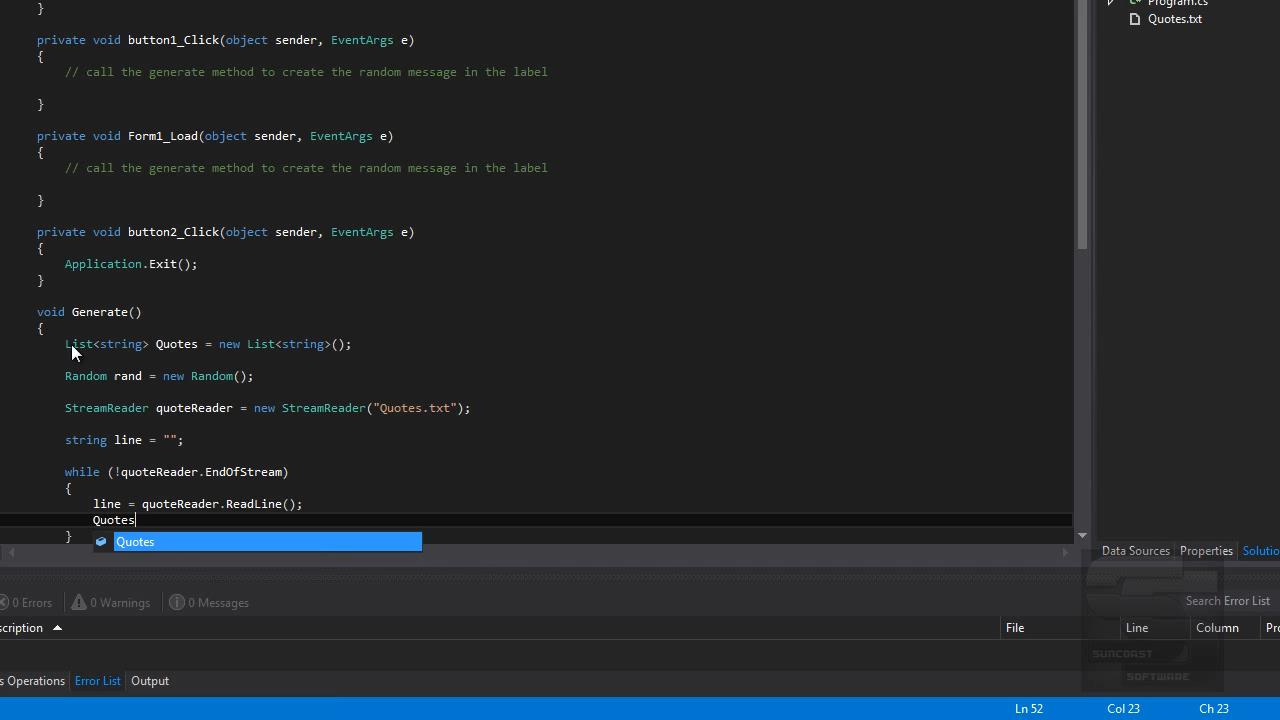 }
private void button1_Click(object sender, EventArgs e)
{
// call the generate method to create the random message in the label
}
private void Form1_Load(object sender, EventArgs e)
{
// call the generate method to create the random message in the label
}
private void button2_Click(object sender, EventArgs e)
{
Application.Exit();
}
void Generate()
{
List<string> Quotes = new List<string>();
Random rand = new Random();
StreamReader quoteReader = new StreamReader("Quotes.txt");
string line = "";
while (!quoteReader.EndOfStream)
{
line = quoteReader.ReadLine();
Quotes
}
Quotes
Program.cs
Quotes.txt
Data Sources Properties Solutio
0 Errors 0 Warnings 0 Messages
Search Error List
scription File Line Column Pro
SUNCOAST
SOFTWARE
s Operations Error List Output
Ln 52 Col 23 Ch 23